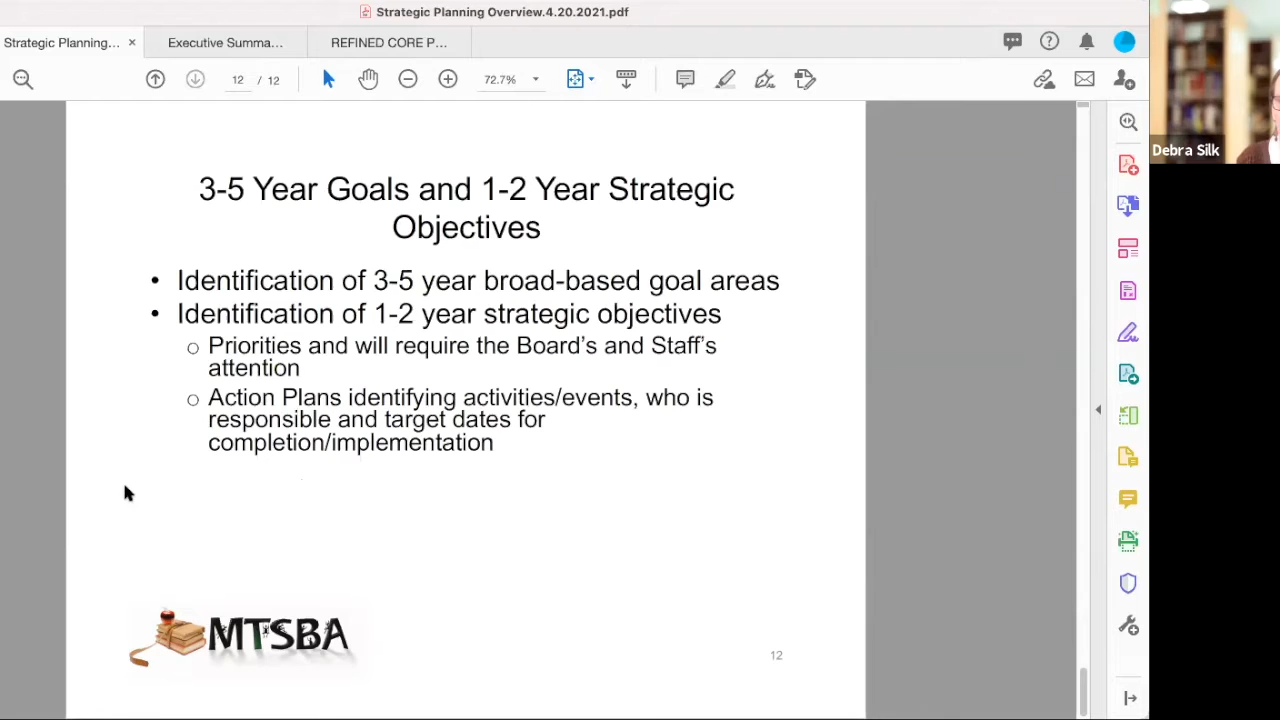 Strategic Planning Overview.4.20.2021.pdf
Strategic Planning... ×
Executive Summa...
REFINED CORE P...
12 / 12
72.7%
Debra Silk
3-5 Year Goals and 1-2 Year Strategic
Objectives
• Identification of 3-5 year broad-based goal areas
• Identification of 1-2 year strategic objectives
○ Priorities and will require the Board's and Staff's
attention
○ Action Plans identifying activities/events, who is
responsible and target dates for
completion/implementation
MTSBA
12